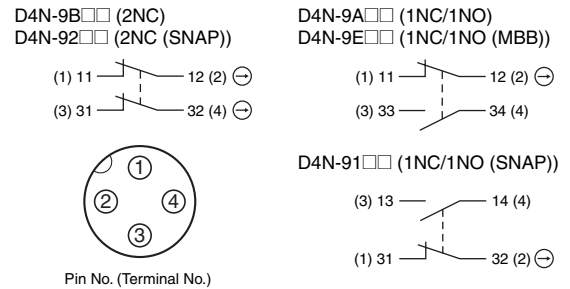 D4N-9B□□ (2NC)
D4N-92□□ (2NC (SNAP))
(1) 11 12 (2)
(3) 31 32 (4)
1
2 4
3
Pin No. (Terminal No.)
D4N-9A□□ (1NC/1NO)
D4N-9E□□ (1NC/1NO (MBB))
(1) 11 12 (2)
(3) 33 34 (4)
D4N-91□□ (1NC/1NO (SNAP))
(3) 13 14 (4)
(1) 31 32 (2)